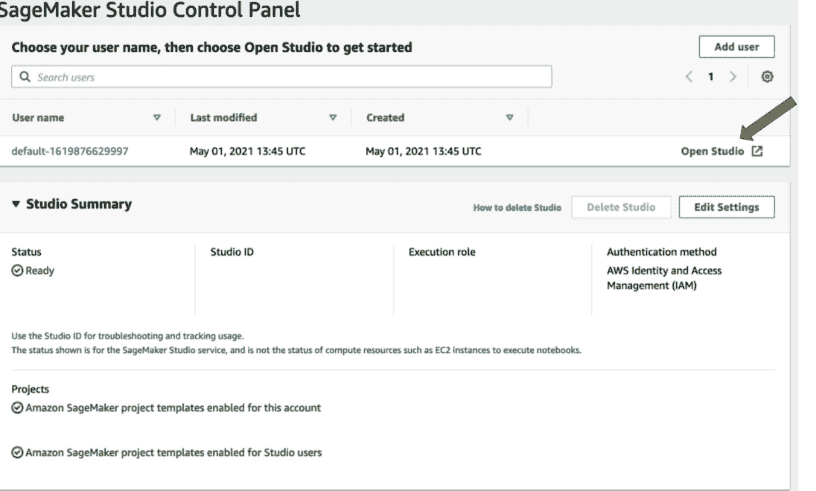 SageMaker Studio Control Panel
Choose your user name, then choose Open Studio to get started
Add user
Search users
1
User name
Last modified
Created
default-1619876629997
May 01, 2021 13:45 UTC
May 01, 2021 13:45 UTC
Open Studio
Studio Summary
How to delete Studio
Delete Studio
Edit Settings
Status
Ready
Studio ID
Execution role
Authentication method
AWS Identity and Access
Management (IAM)
Use the Studio ID for troubleshooting and tracking usage.
The status shown is for the SageMaker Studio service, and is not the status of compute resources such as EC2 instances to execute notebooks.
Projects
Amazon SageMaker project templates enabled for this account
Amazon SageMaker project templates enabled for Studio users